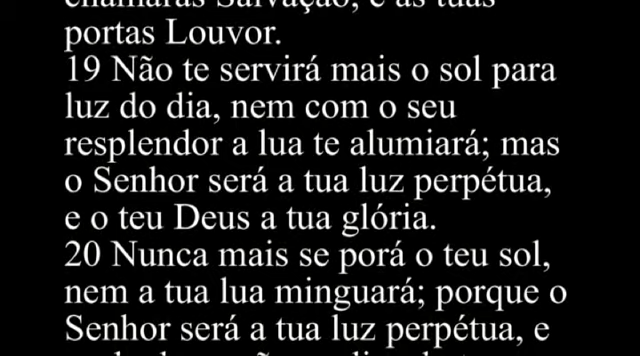 chamarás Salvação, e às tuas
portas Louvor.
19 Não te servirá mais o sol para
luz do dia, nem com o seu
resplendor a lua te alumiará; mas
o Senhor será a tua luz perpétua,
e o teu Deus a tua glória.
20 Nunca mais se porá o teu sol,
nem a tua lua minguará; porque o
Senhor será a tua luz perpétua, e